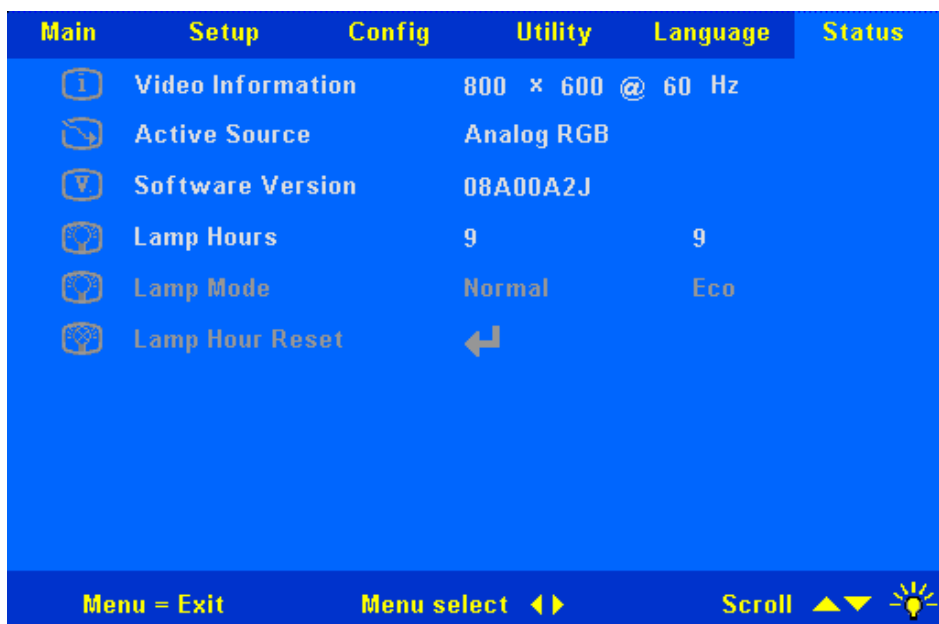 Main Setup Config Utility Language Status
Video Information 800 × 600 @ 60 Hz
Active Source Analog RGB
Software Version 08A00A2J
Lamp Hours 9 9
Lamp Mode Normal Eco
Lamp Hour Reset
Menu = Exit Menu select Scroll